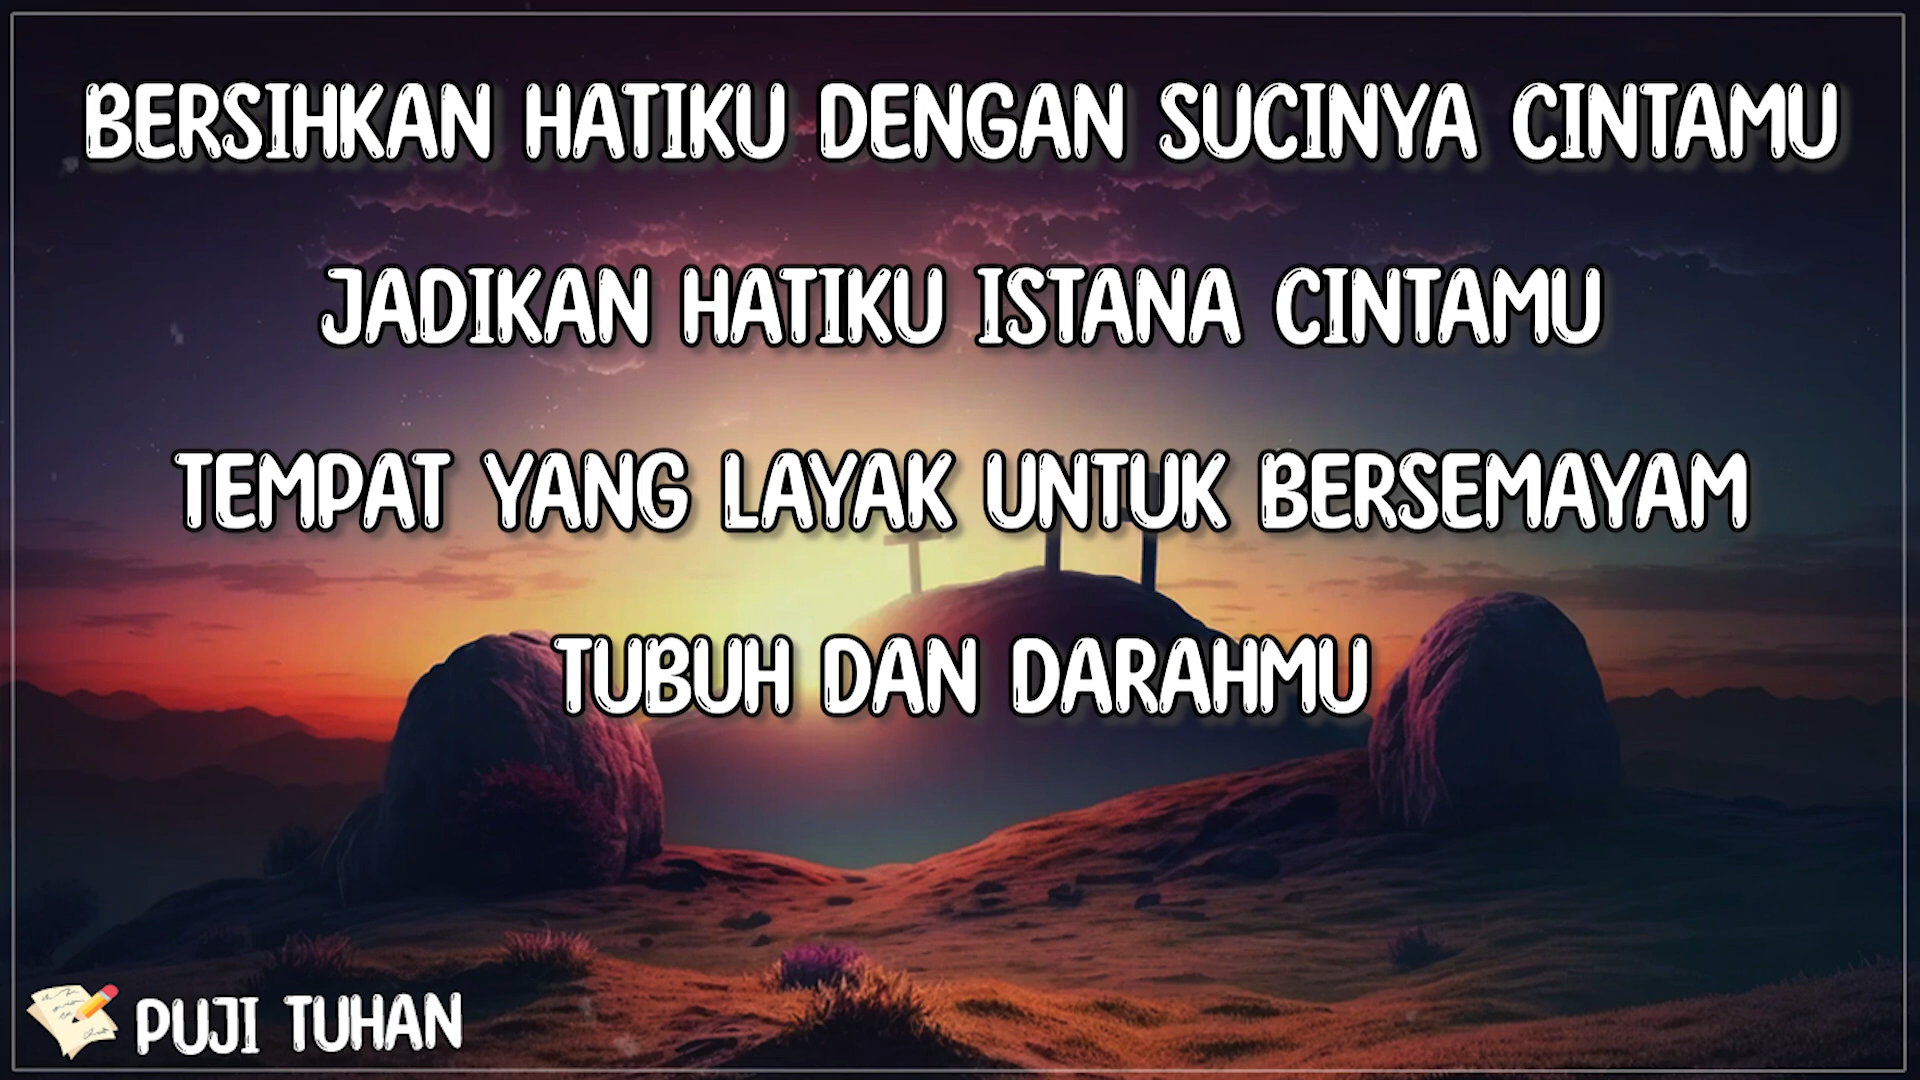 BERSIHKAN HATIKU DENGAN SUCINYA CINTAMU
JADIKAN HATIKU ISTANA CINTAMU
TEMPAT YANG LAYAK UNTUK BERSEMAYAM
TUBUH DAN DARAHMU
PUJI TUHAN